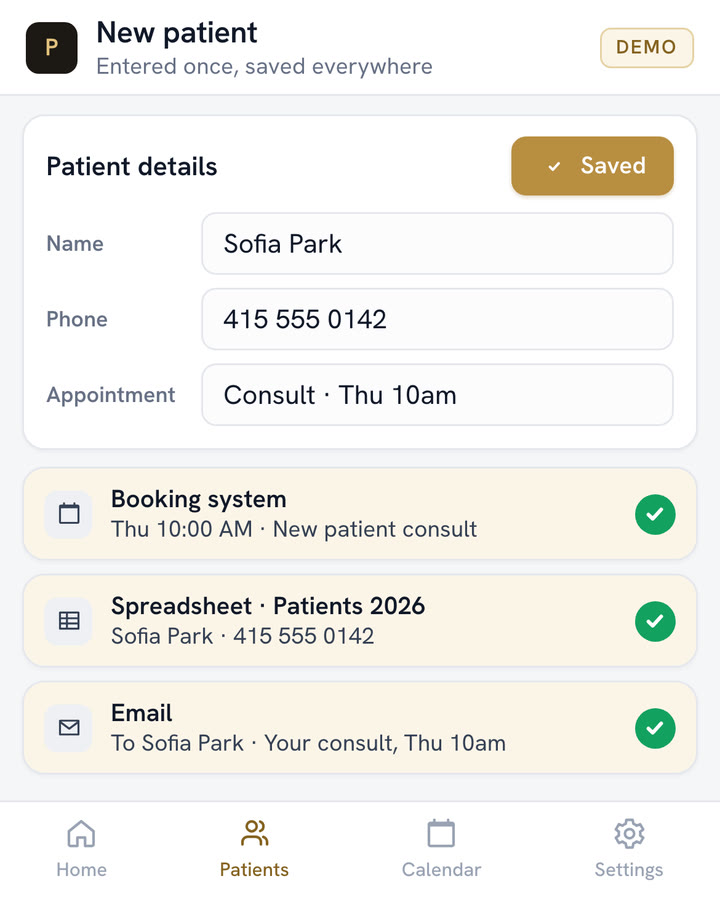 P
New patient
Entered once, saved everywhere
DEMO
Patient details
Saved
Name
Sofia Park
Phone
415 555 0142
Appointment
Consult · Thu 10am
Booking system
Thu 10:00 AM · New patient consult
Spreadsheet · Patients 2026
Sofia Park · 415 555 0142
Email
To Sofia Park · Your consult, Thu 10am
Home
Patients
Calendar
Settings